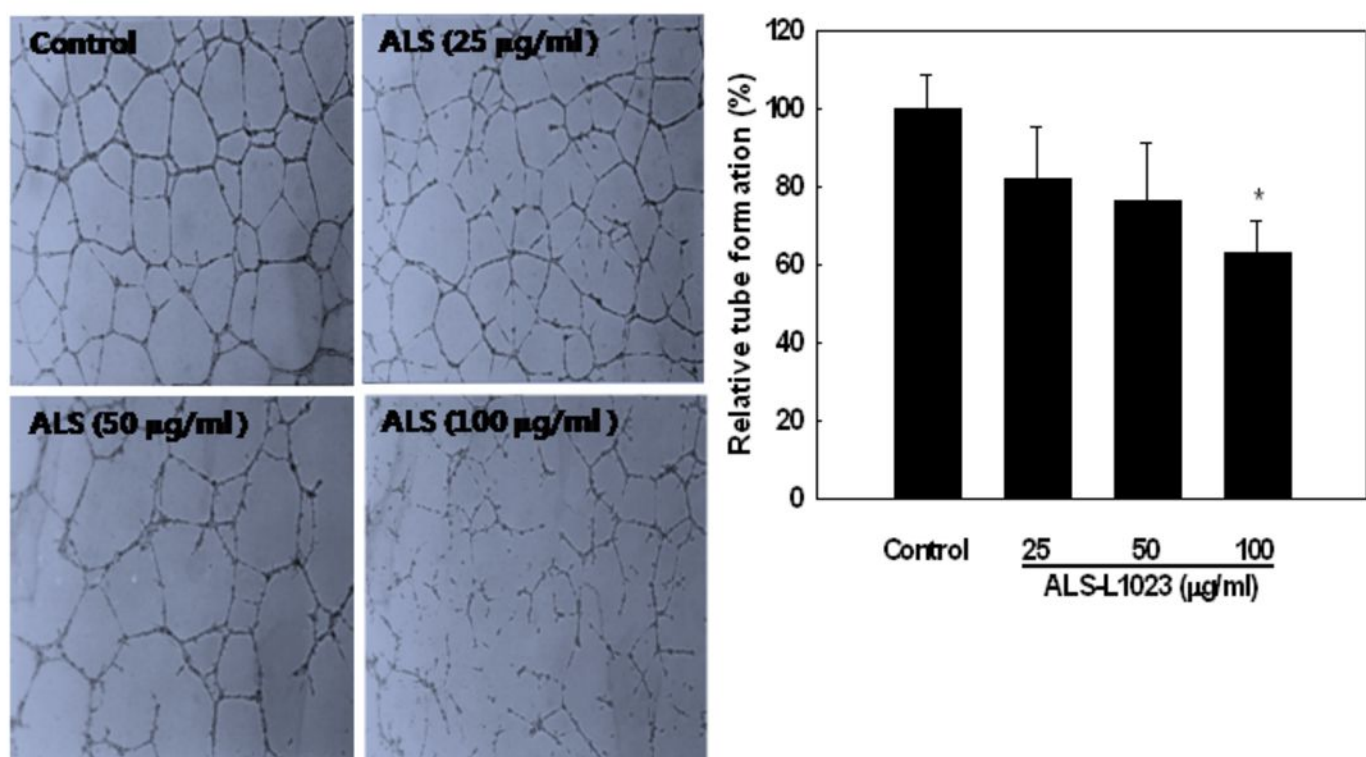 Control
ALS (25 μg/ml)
ALS (50 μg/ml)
ALS (100 μg/ml)
Relative tube formation (%)
120
100
80
60
40
20
0
*
Control 25 50 100
ALS-L1023 (μg/ml)